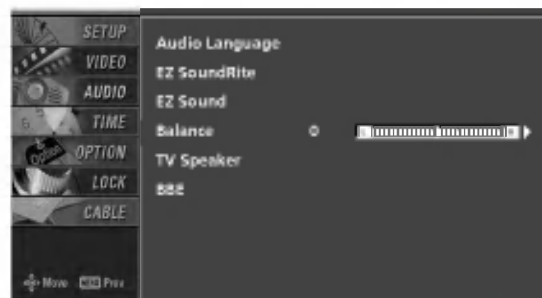 SETUP
VIDEO
AUDIO
TIME
OPTION
LOCK
CABLE
Move MENU Prev
Audio Language
EZ SoundRite
EZ Sound
Balance 0 L R
TV Speaker
BBE